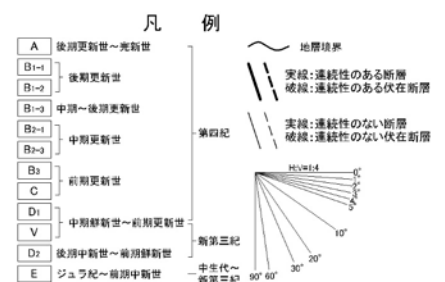 凡 例
A 後期更新世~完新世
B1-1
後期更新世
B1-2
B1-3 中期~後期更新世
B2-1
中期更新世
B2-3
B3
前期更新世
C
D1
中期鮮新世~前期更新世
V
D2 後期中新世~前期鮮新世
E ジュラ紀~前期中新世
第四紀
新第三紀
中生代~
新第三紀
地層境界
実線:連続性のある断層
破線:連続性のある伏在断層
実線:連続性のない断層
破線:連続性のない伏在断層
H:V=1:4
0°
1°
2°
3°
4°
5°
10°
20°
30°
60°
90°